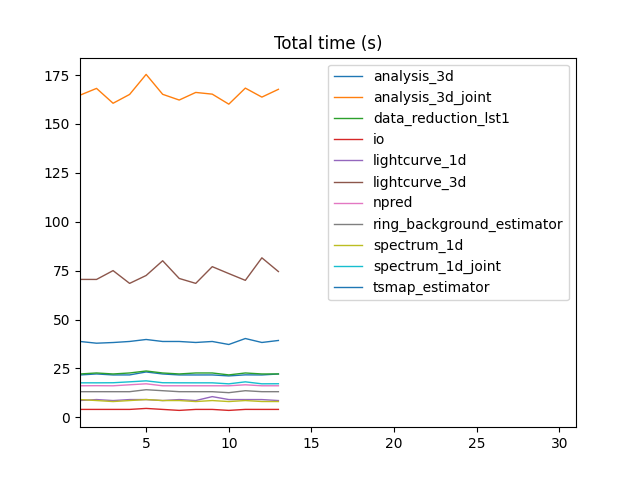 Total time (s)
175
150
125
100
75
50
25
0
5
10
15
20
25
30
analysis_3d
analysis_3d_joint
data_reduction_lst1
io
lightcurve_1d
lightcurve_3d
npred
ring_background_estimator
spectrum_1d
spectrum_1d_joint
tsmap_estimator